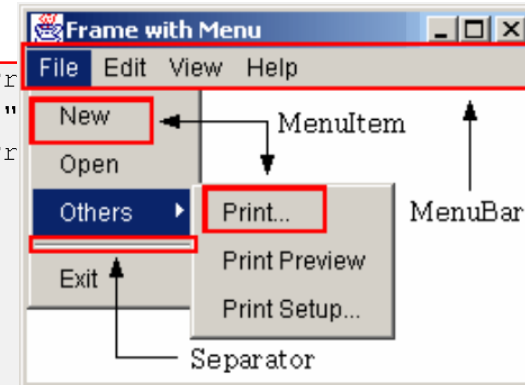 Frame with Menu
File Edit View Help
r
New
"
MenuItem
r
Open
Others
Print...
MenuBar
Print Preview
Exit
Print Setup...
Separator